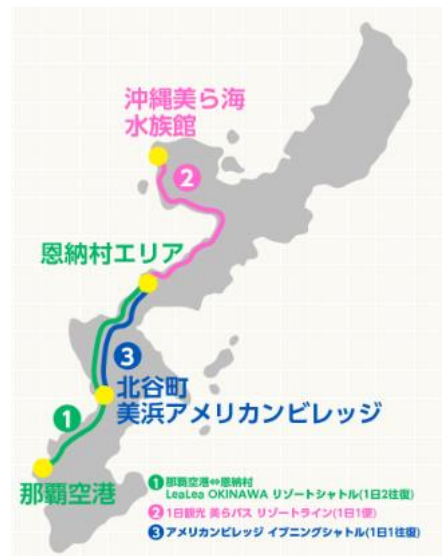 沖縄美ら海
水族館
②
恩納村エリア
③
北谷町
美浜アメリカンビレッジ
①
那覇空港
①那覇空港⇔恩納村
LeaLea OKINAWA リゾートシャトル(1日2往復)
②1日観光 美らバス リゾートライン(1日1便)
③アメリカンビレッジ イブニングシャトル(1日1往復)